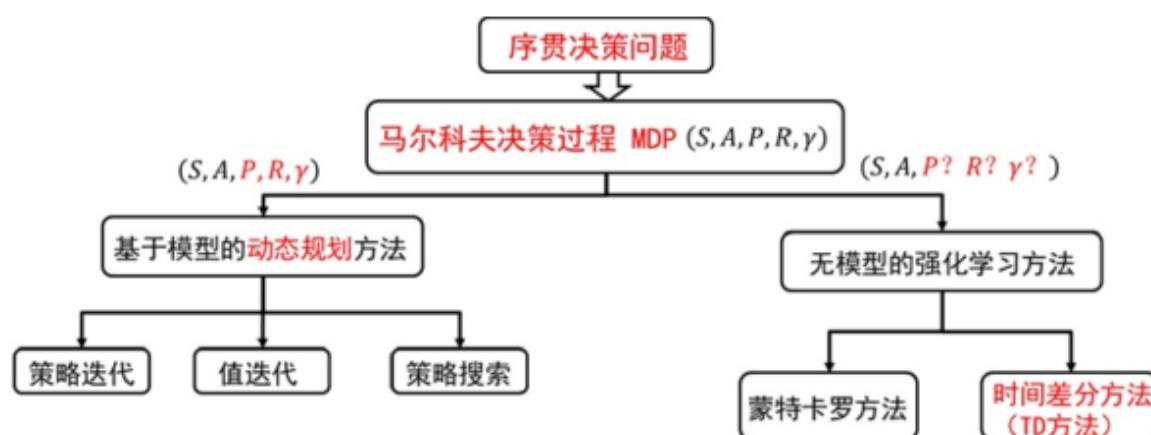 序贯决策问题
马尔科夫决策过程 MDP (S, A, P, R, γ)
(S, A, P, R, γ)
(S, A, P? R? γ? )
基于模型的动态规划方法
无模型的强化学习方法
策略迭代
值迭代
策略搜索
蒙特卡罗方法
时间差分方法
（TD方法）